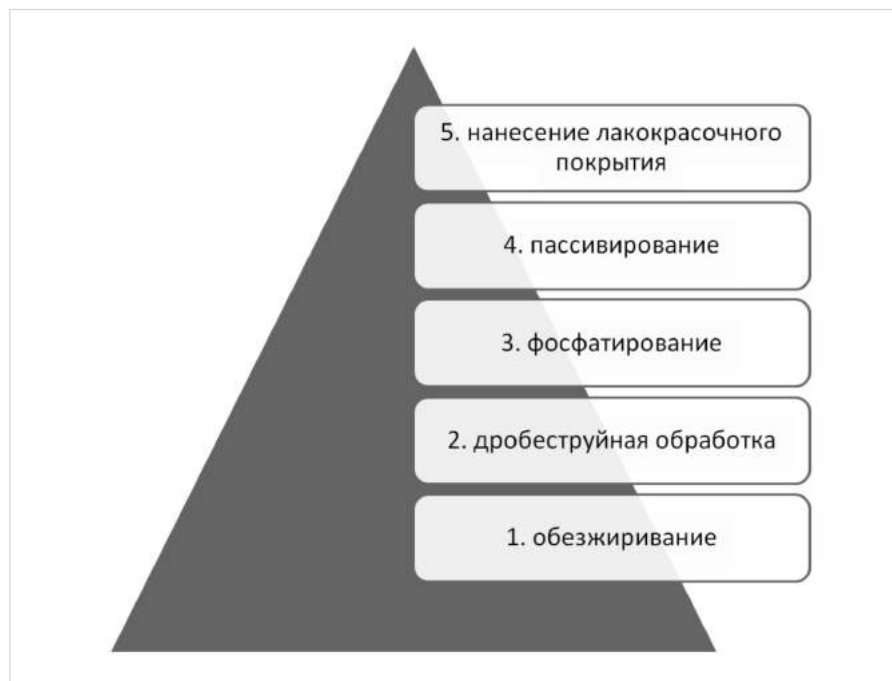 5. нанесение лакокрасочного
покрытия
4. пассивирование
3. фосфатирование
2. дробеструйная обработка
1. обезжиривание